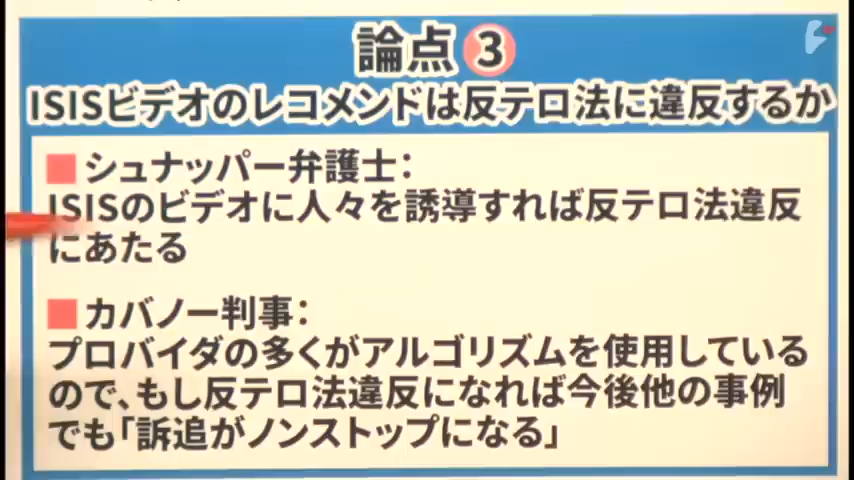 論点 ③
ISISビデオのレコメンドは反テロ法に違反するか
■ シュナッパー弁護士：
ISISのビデオに人々を誘導すれば反テロ法違反
にあたる
■ カバノー判事：
プロバイダの多くがアルゴリズムを使用している
ので、もし反テロ法違反になれば今後他の事例
でも「訴追がノンストップになる」